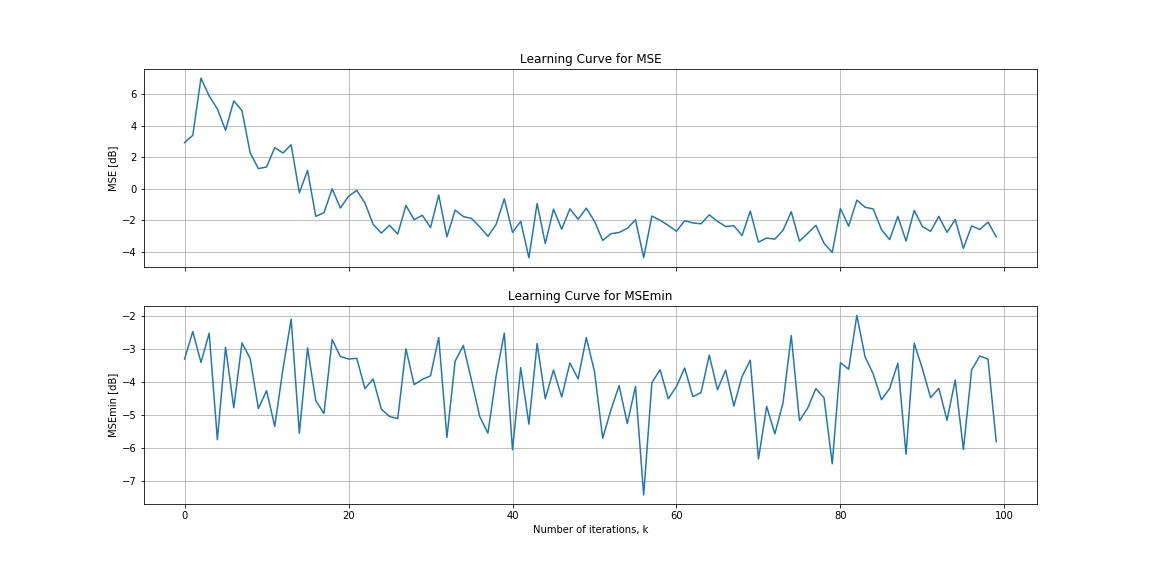 Learning Curve for MSE
MSE [dB]
6
4
2
0
−2
−4
Learning Curve for MSEmin
MSEmin [dB]
−2
−3
−4
−5
−6
−7
0 20 40 60 80 100
Number of iterations, k